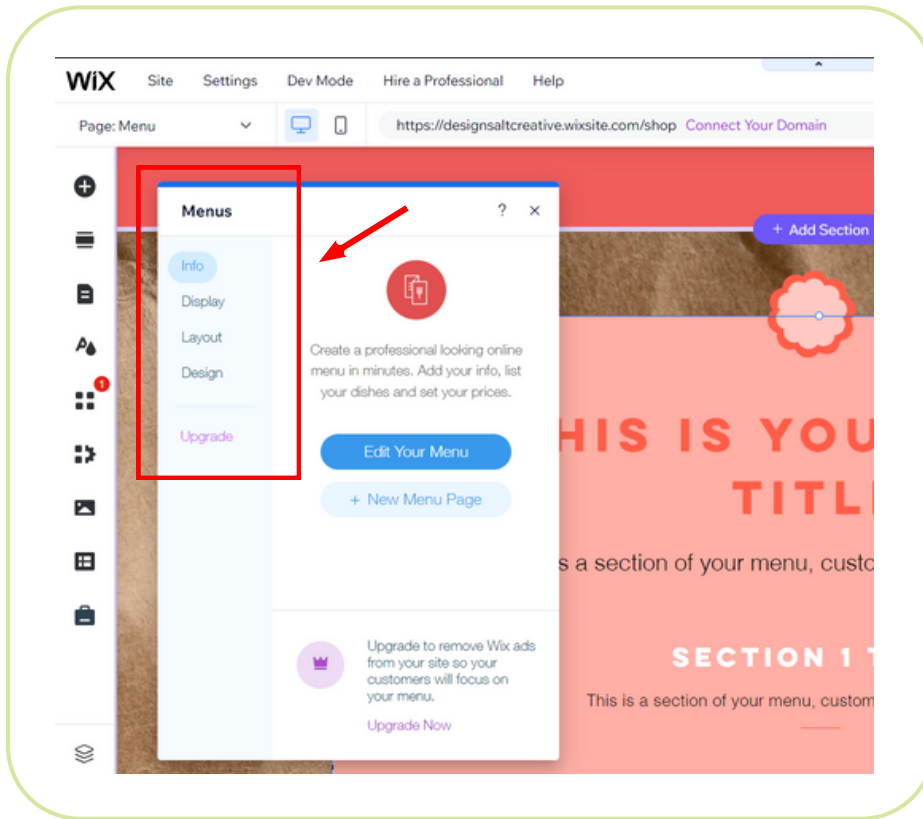 WiX Site Settings Dev Mode Hire a Professional Help
Page: Menu https://designsaltcreative.wixsite.com/shop Connect Your Domain
Menus ?
+ Add Section
Info
Display
Layout
Design
Upgrade
1
Create a professional looking online
menu in minutes. Add your info, list
your dishes and set your prices.
Edit Your Menu
+ New Menu Page
Upgrade to remove Wix ads
from your site so your
customers will focus on
your menu.
Upgrade Now
HIS IS YOU
TITL
s a section of your menu, custo
SECTION 1 T
This is a section of your menu, custom